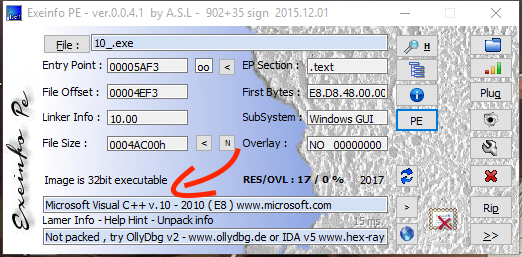 Exeinfo PE - ver.0.0.4.1 by A.S.L - 902+35 sign 2015.12.01
File : 10_.exe H
Entry Point : 00005AF3 oo < EP Section : .text
File Offset : 00004EF3 First Bytes : E8.D8.48.00.00 Plug
Linker Info : 10.00 SubSystem : Windows GUI PE
File Size : 0004AC00h < N Overlay : NO 00000000
Image is 32bit executable RES/OVL : 17 / 0 % 2017
Microsoft Visual C++ v.10 - 2010 ( E8 ) www.microsoft.com > Rip
Lamer Info - Help Hint - Unpack info 15 ms.
Not packed , try OllyDbg v2 - www.ollydbg.de or IDA v5 www.hex-ray >>
Exeinfo Pe